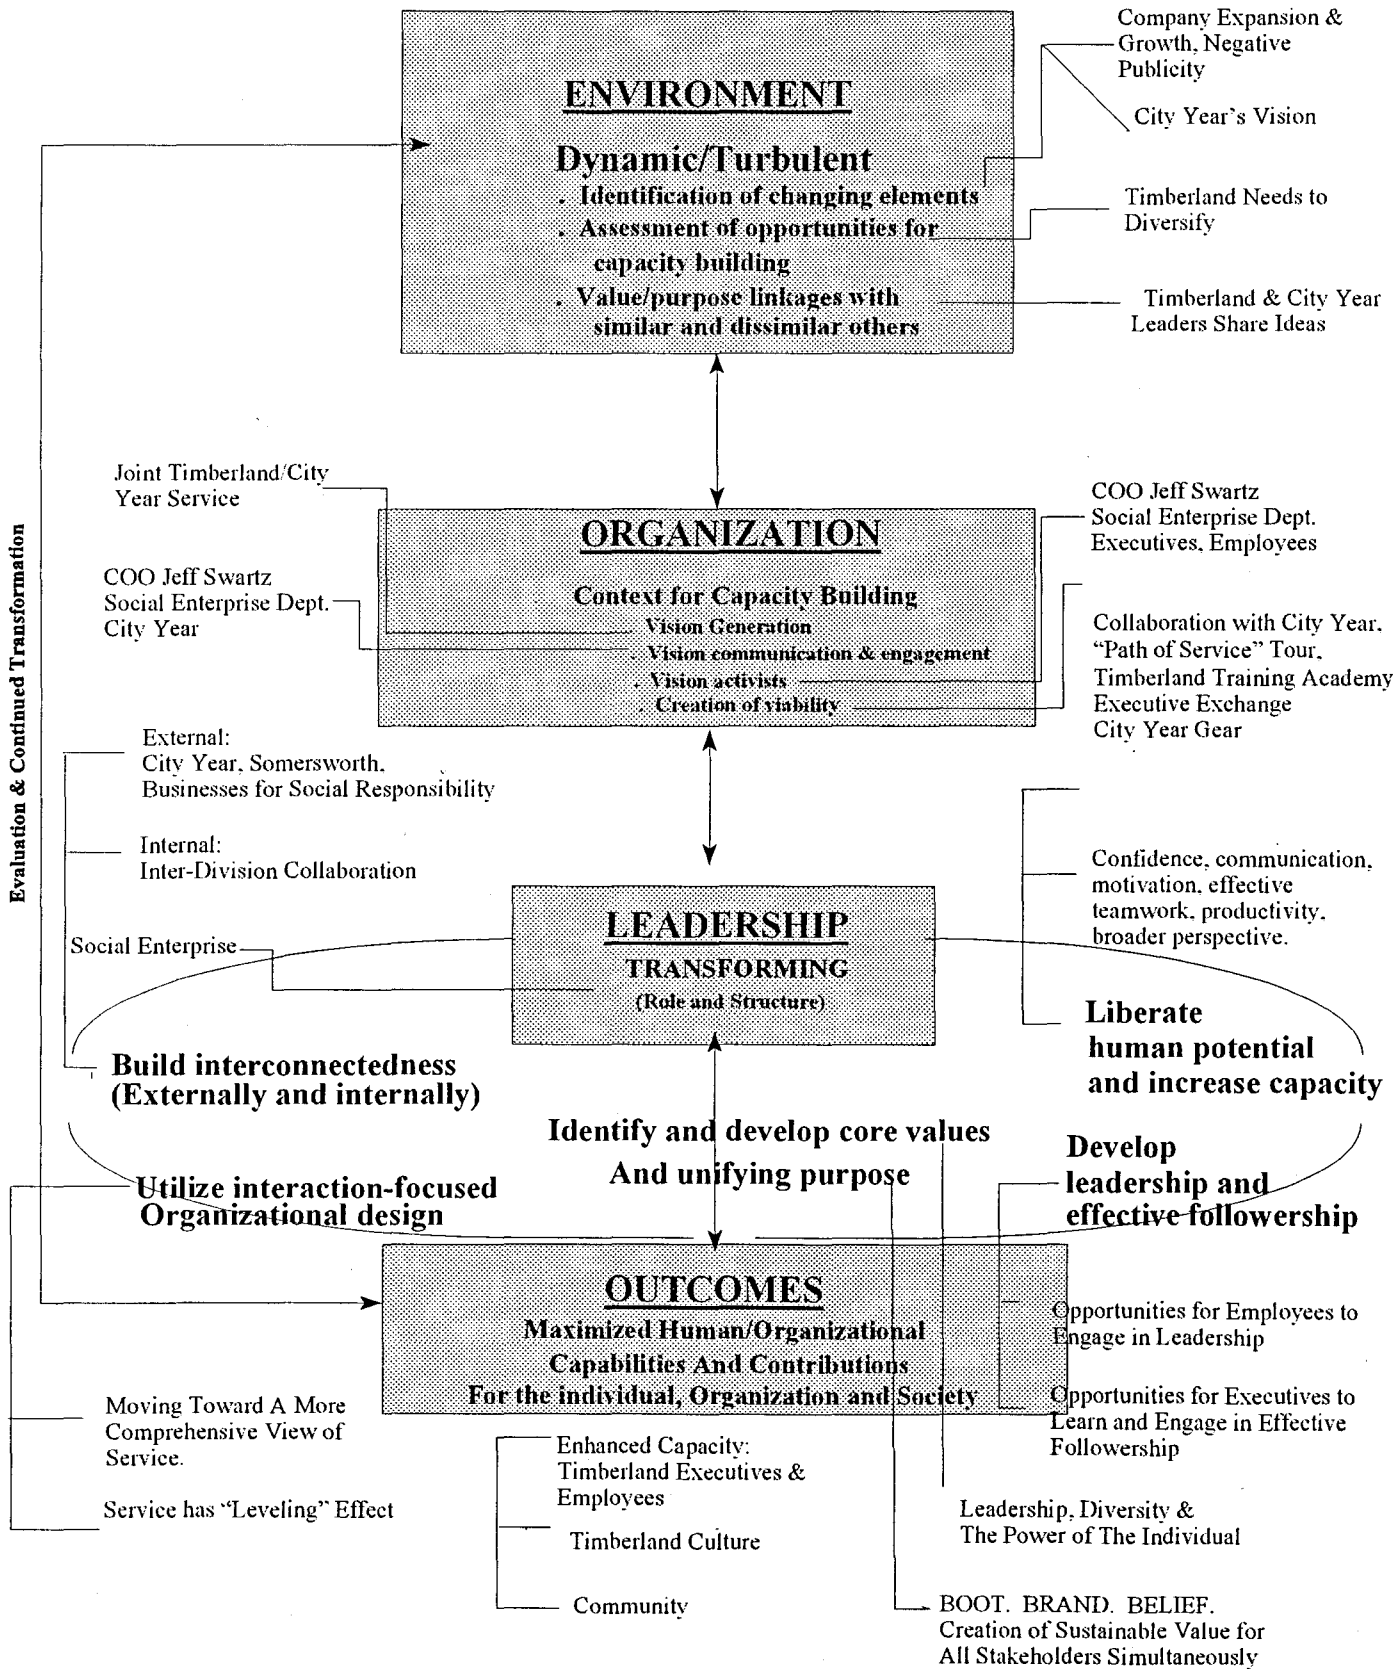 Company Expansion &
Growth, Negative
Publicity
City Year's Vision
ENVIRONMENT
Dynamic/Turbulent
. Identification of changing elements
. Assessment of opportunities for
capacity building
. Value/purpose linkages with
similar and dissimilar others
Timberland Needs to
Diversify
Timberland & City Year
Leaders Share Ideas
Evaluation & Continued Transformation
Joint Timberland/City
Year Service
COO Jeff Swartz
Social Enterprise Dept.
City Year
ORGANIZATION
Context for Capacity Building
Vision Generation
. Vision communication & engagement
. Vision activists
. Creation of viability
COO Jeff Swartz
Social Enterprise Dept.
Executives, Employees
Collaboration with City Year,
“Path of Service” Tour,
Timberland Training Academy
Executive Exchange
City Year Gear
External:
City Year, Somersworth,
Businesses for Social Responsibility
Internal:
Inter-Division Collaboration
Social Enterprise
LEADERSHIP
TRANSFORMING
(Role and Structure)
Confidence, communication,
motivation, effective
teamwork, productivity,
broader perspective.
Liberate
human potential
and increase capacity
Build interconnectedness
(Externally and internally)
Identify and develop core values
And unifying purpose
Develop
leadership and
effective followership
Utilize interaction-focused
Organizational design
OUTCOMES
Maximized Human/Organizational
Capabilities And Contributions
For the individual, Organization and Society
Opportunities for Employees to
Engage in Leadership
Opportunities for Executives to
Learn and Engage in Effective
Followership
Moving Toward A More
Comprehensive View of
Service.
Service has “Leveling” Effect
Enhanced Capacity:
Timberland Executives &
Employees
Timberland Culture
Community
Leadership, Diversity &
The Power of The Individual
BOOT. BRAND. BELIEF.
Creation of Sustainable Value for
All Stakeholders Simultaneously